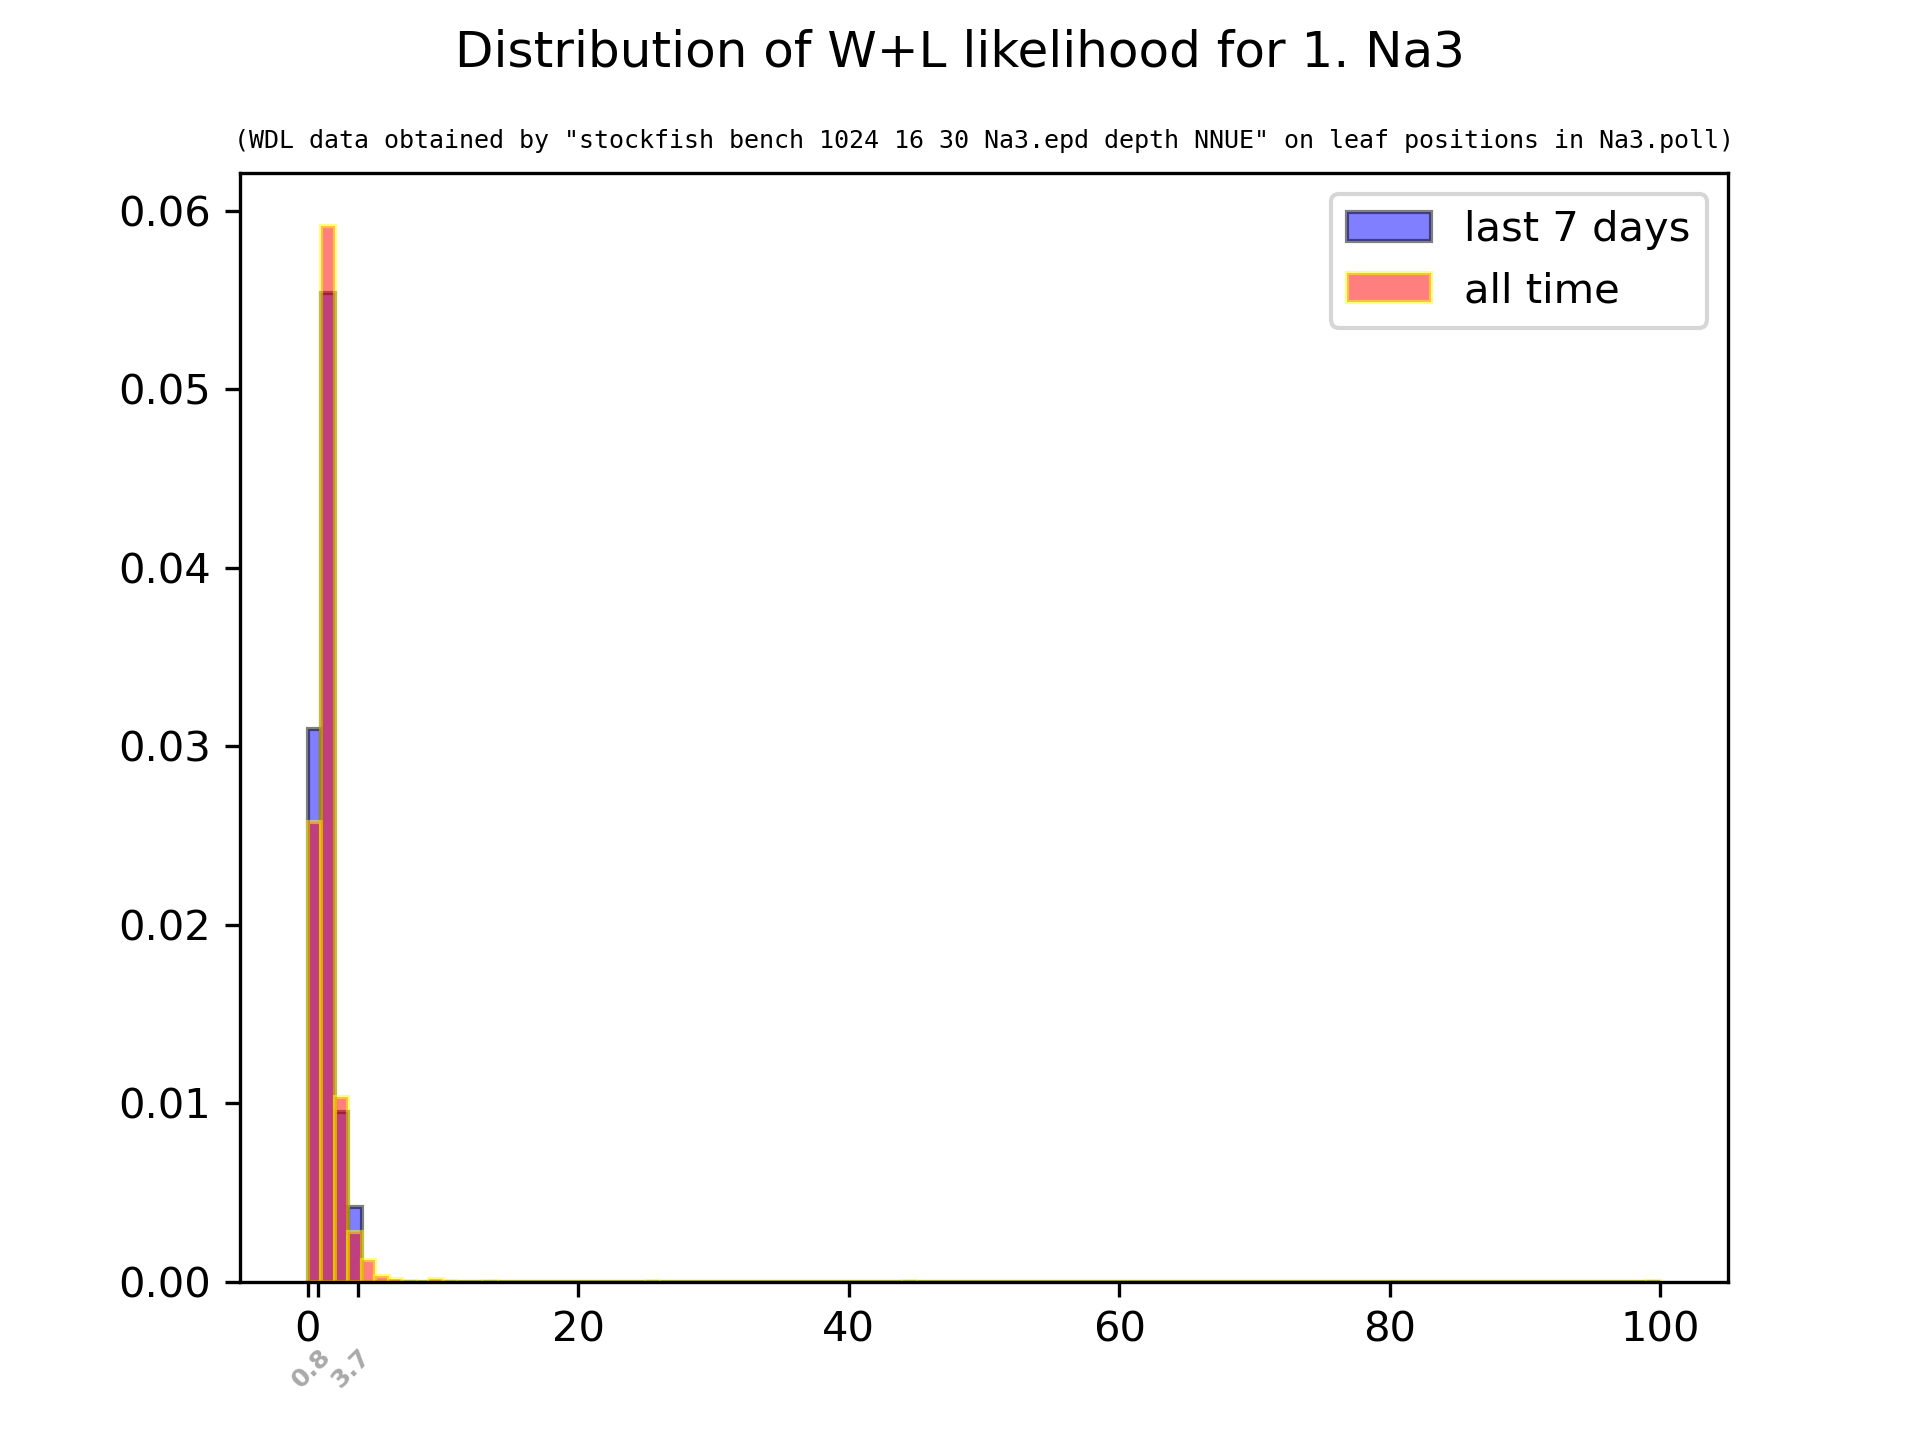 Distribution of W+L likelihood for 1. Na3
(WDL data obtained by "stockfish bench 1024 16 30 Na3.epd depth NNUE" on leaf positions in Na3.poll)
last 7 days
all time
0.06
0.05
0.04
0.03
0.02
0.01
0.00
0 20 40 60 80 100
0.8 3.7